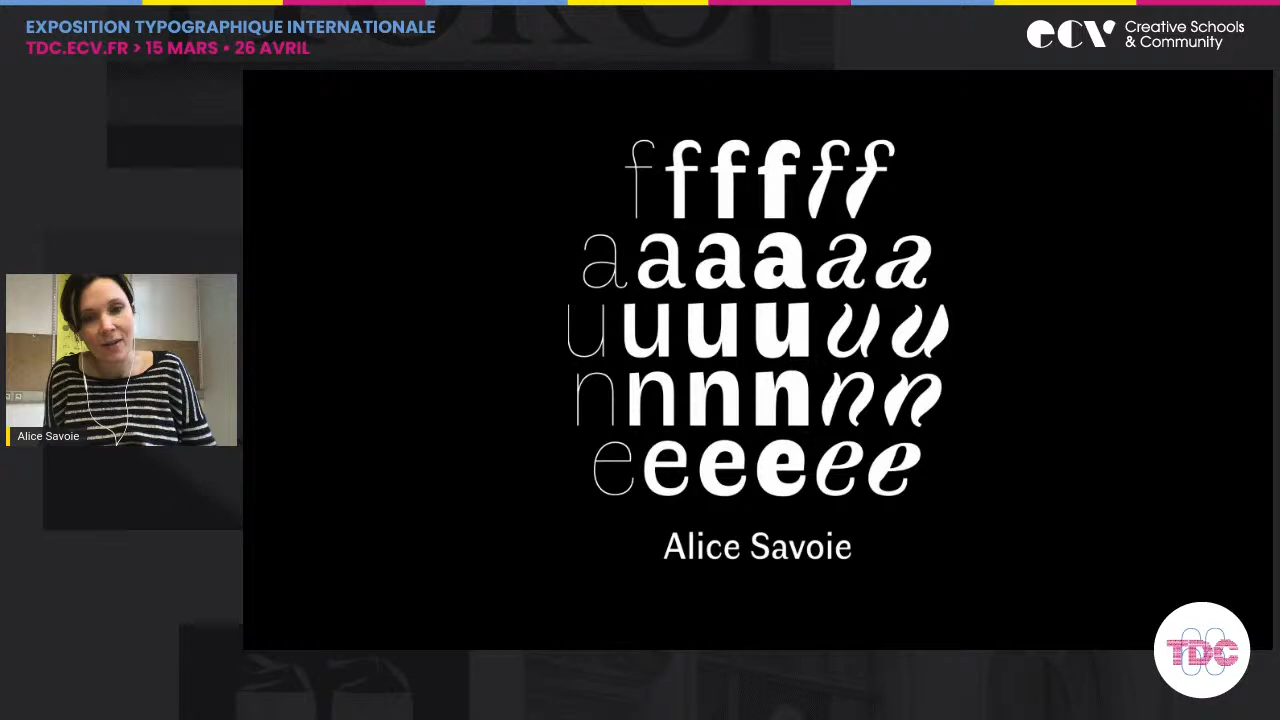 EXPOSITION TYPOGRAPHIQUE INTERNATIONALE
TDC.ECV.FR > 15 MARS • 26 AVRIL
ecv
Creative Schools
& Community
ffffff
aaaaaa
uuuuuu
nnnnnn
eeeeee
Alice Savoie
Alice Savoie
TDC